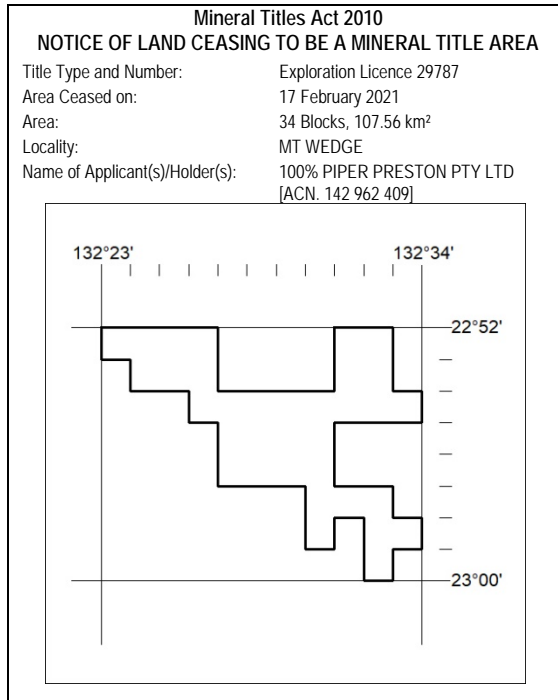 Mineral Titles Act 2010
NOTICE OF LAND CEASING TO BE A MINERAL TITLE AREA
Title Type and Number: Exploration Licence 29787
Area Ceased on: 17 February 2021
Area: 34 Blocks, 107.56 km²
Locality: MT WEDGE
Name of Applicant(s)/Holder(s): 100% PIPER PRESTON PTY LTD
[ACN. 142 962 409]
132°23' 132°34'
22°52'
23°00'